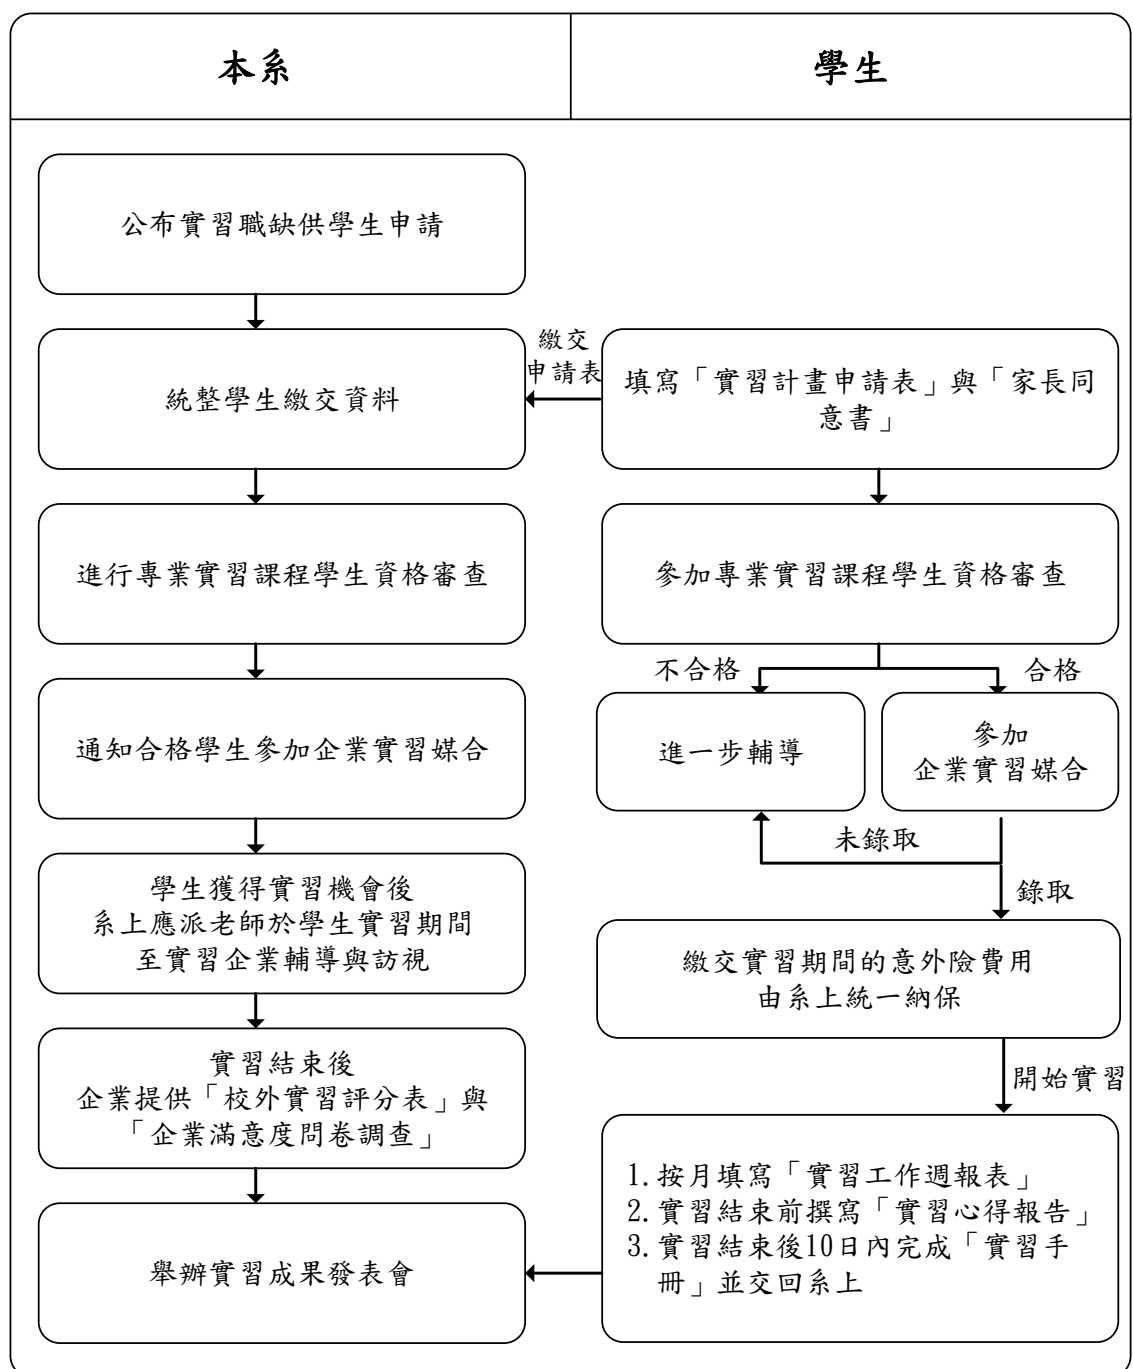 本系
學生
公布實習職缺供學生申請
繳交
申請表
統整學生繳交資料
填寫「實習計畫申請表」與「家長同
意書」
進行專業實習課程學生資格審查
參加專業實習課程學生資格審查
不合格
合格
通知合格學生參加企業實習媒合
進一步輔導
參加
企業實習媒合
未錄取
錄取
學生獲得實習機會後
系上應派老師於學生實習期間
至實習企業輔導與訪視
繳交實習期間的意外險費用
由系上統一納保
實習結束後
企業提供「校外實習評分表」與
「企業滿意度問卷調查」
開始實習
1.按月填寫「實習工作週報表」
2.實習結束前撰寫「實習心得報告」
3.實習結束後10日內完成「實習手
冊」並交回系上
舉辦實習成果發表會